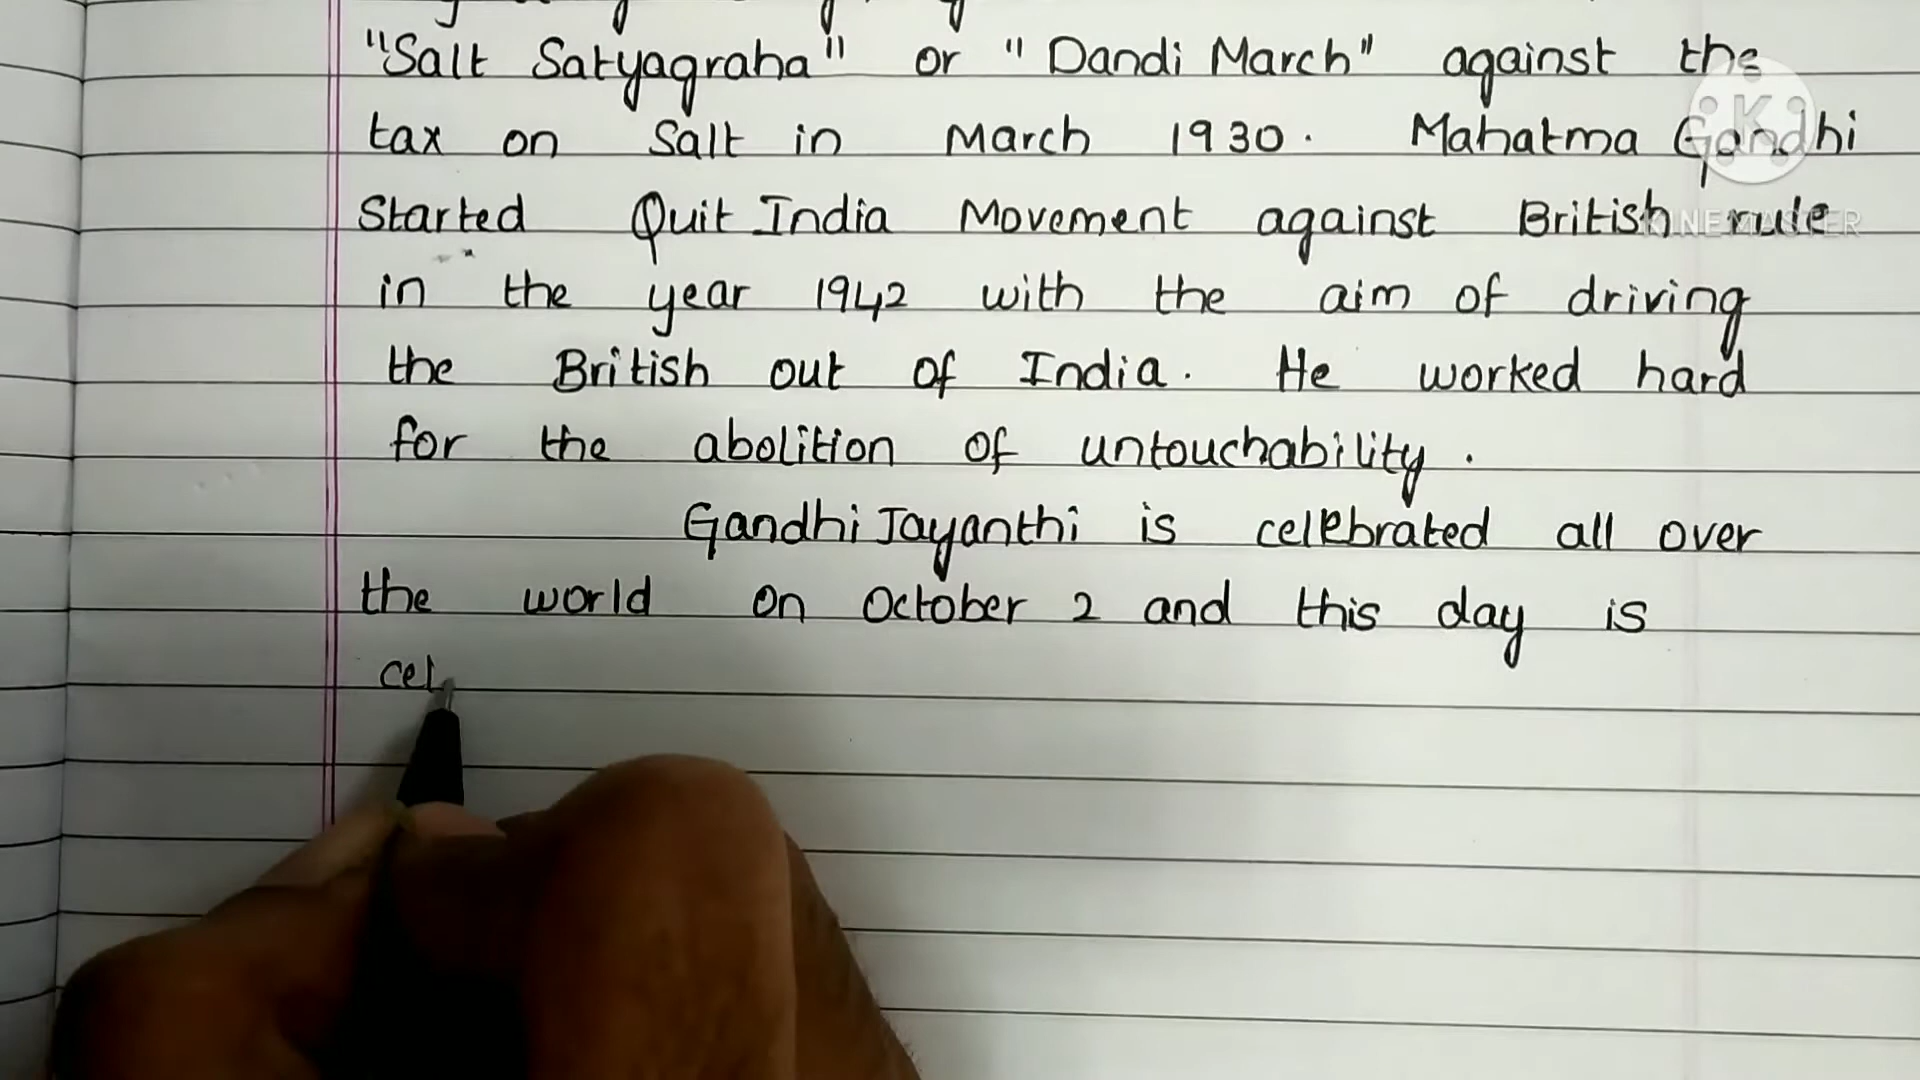 "Salt Satyagraha" or "Dandi March" against the
tax on Salt in March 1930. Mahatma Gandhi
Started Quit India Movement against British rule
in the year 1942 with the aim of driving
the British out of India. He worked hard
for the abolition of untouchability.
Gandhi Jayanthi is celebrated all over
the world on October 2 and this day is
cel
KINEMASTER